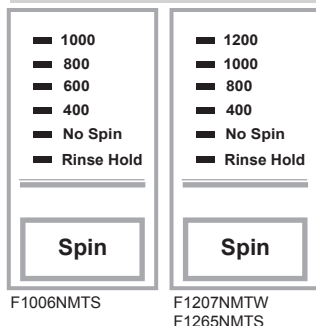 1000
800
600
400
No Spin
Rinse Hold
Spin
F1006NMTS
1200
1000
800
400
No Spin
Rinse Hold
Spin
F1207NMTW
F1265NMTS